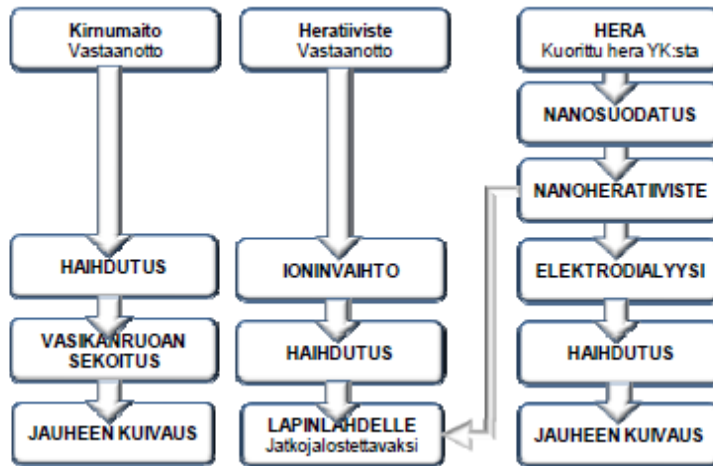 Kirnumaito
Vastaanotto
HAIHDUTUS
VASIKANRUOAN
SEKOITUS
JAUHEEN KUIVAUS
Heratiiviste
Vastaanotto
IONINVAIHTO
HAIHDUTUS
LAPINLAHDELLE
Jatkojalostettavaksi
HERA
Kuorittu hera YK:sta
NANOSUODATUS
NANOHERATIIVISTE
ELEKTRODIALYYSI
HAIHDUTUS
JAUHEEN KUIVAUS